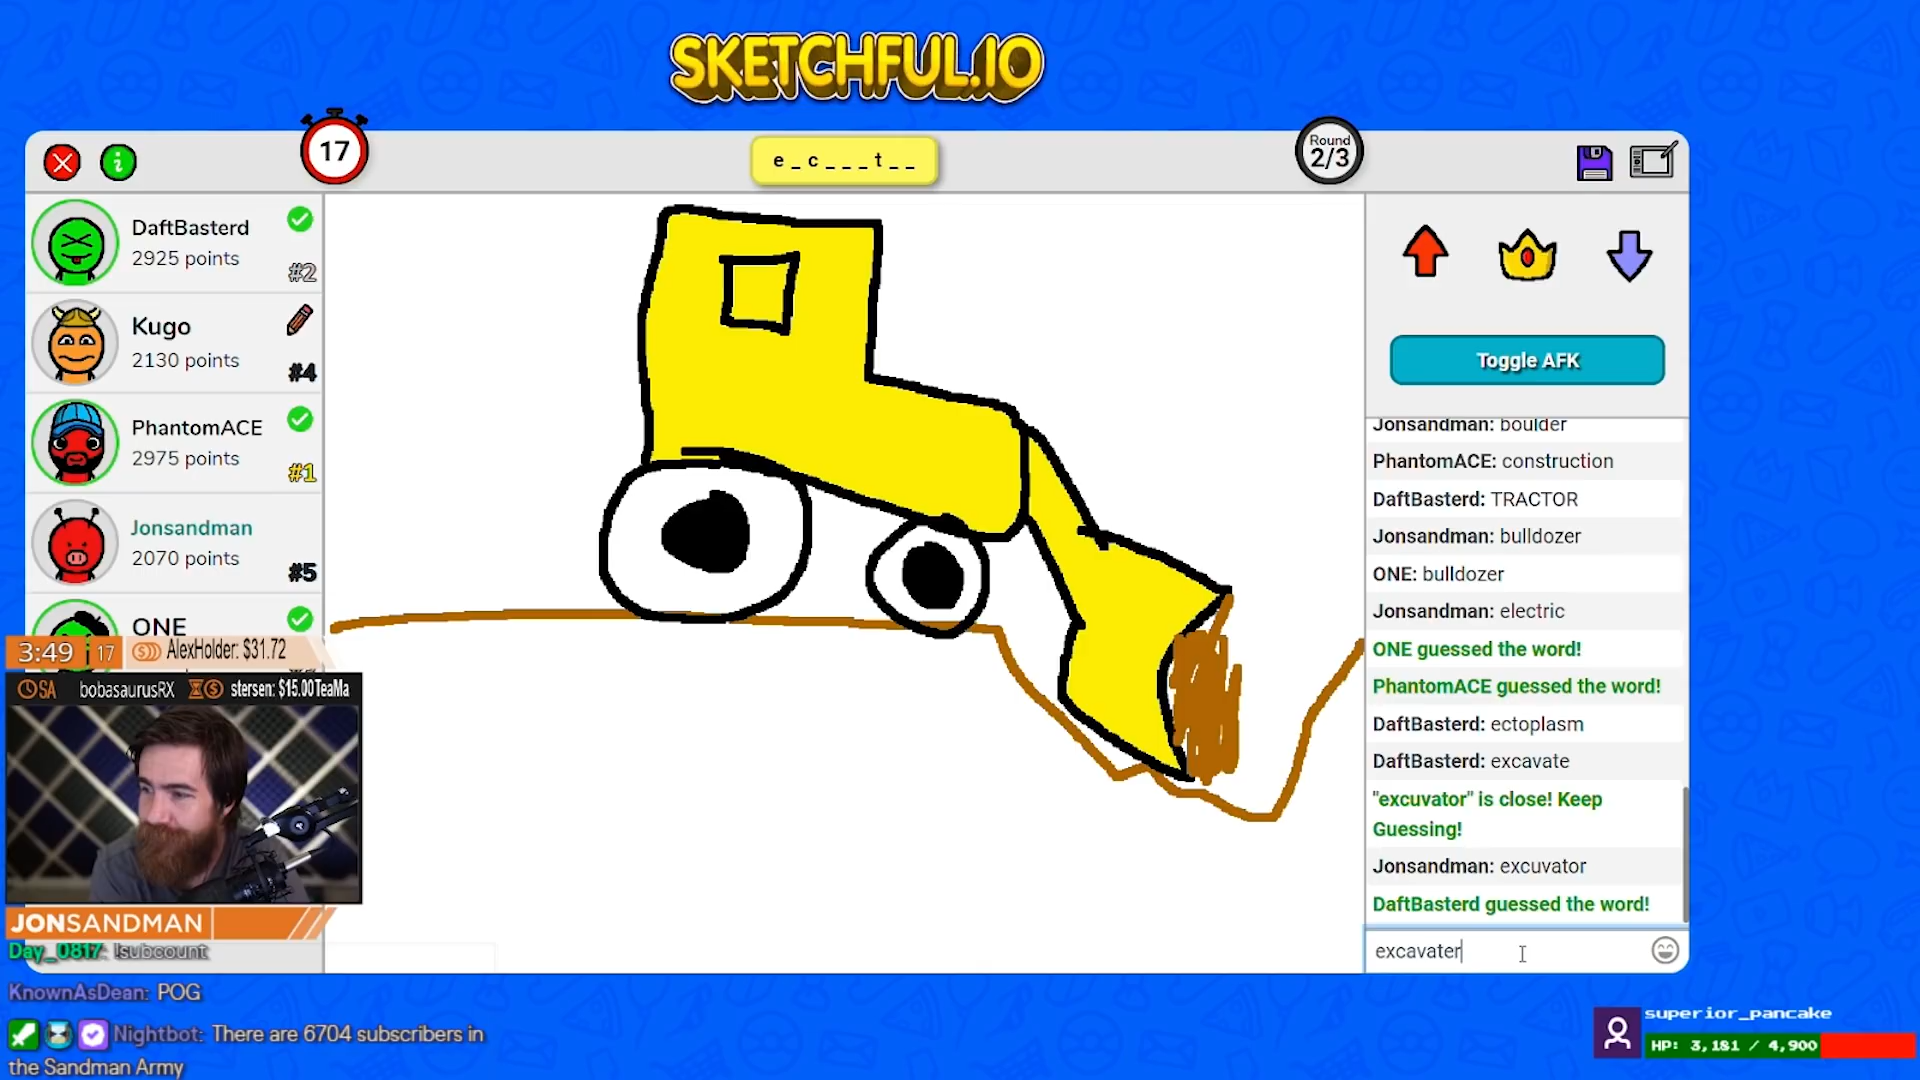 SKETCHFUL.IO
17
e _ c _ _ _ t _ _
Round
2/3
DaftBasterd
2925 points
#2
Kugo
2130 points
#4
PhantomACE
2975 points
#1
Jonsandman
2070 points
#5
ONE
Toggle AFK
Jonsandman: boulder
PhantomACE: construction
DaftBasterd: TRACTOR
Jonsandman: bulldozer
ONE: bulldozer
Jonsandman: electric
ONE guessed the word!
PhantomACE guessed the word!
DaftBasterd: ectoplasm
DaftBasterd: excavate
"excuvator" is close! Keep
Guessing!
Jonsandman: excuvator
DaftBasterd guessed the word!
excavater
3:49 17 AlexHolder: $31.72
SA bobasaurusRX stersen: $15.00TeaMa
JONSANDMAN
Day_0817: !subcount
KnownAsDean: POG
Nightbot: There are 6704 subscribers in
the Sandman Army
superior_pancake
HP: 3,181 / 4,900